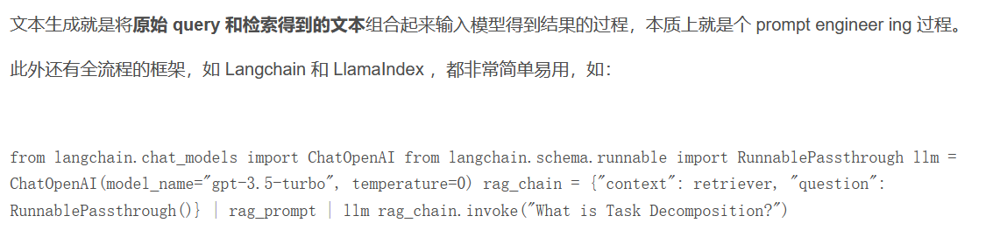 文本生成就是将原始 query 和检索得到的文本组合起来输入模型得到结果的过程，本质上就是个 prompt engineer ing 过程。
此外还有全流程的框架，如 Langchain 和 LlamaIndex ，都非常简单易用，如：
from langchain.chat_models import ChatOpenAI from langchain.schema.runnable import RunnablePassthrough llm =
ChatOpenAI(model_name="gpt-3.5-turbo", temperature=0) rag_chain = {"context": retriever, "question":
RunnablePassthrough()} | rag_prompt | llm rag_chain.invoke("What is Task Decomposition?")